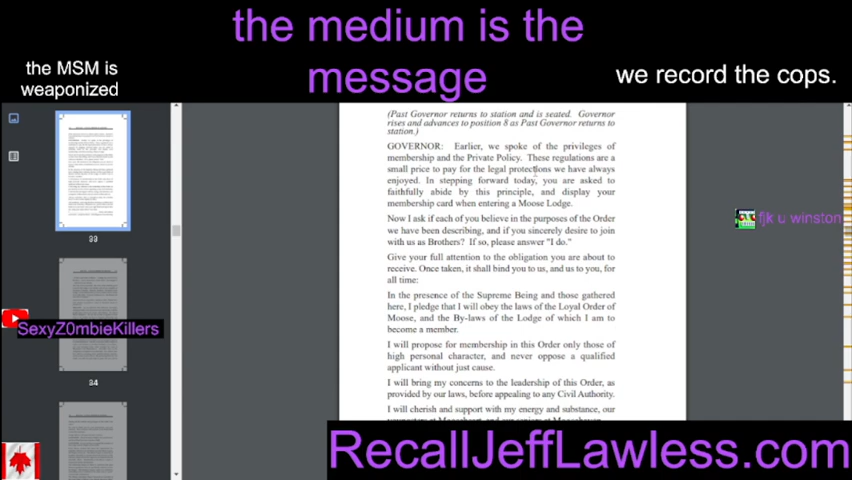 the medium is the
message
the MSM is
weaponized
we record the cops.
(Past Governor returns to station and is seated. Governor
rises and advances to position 8 as Past Governor returns to
station.)
GOVERNOR: Earlier, we spoke of the privileges of
membership and the Private Policy. These regulations are a
small price to pay for the legal protections we have always
enjoyed. In stepping forward today, you are asked to
faithfully abide by this principle, and display your
membership card when entering a Moose Lodge.
Now I ask if each of you believe in the purposes of the Order
we have been describing, and if you sincerely desire to join
with us as Brothers? If so, please answer "I do."
Give your full attention to the obligation you are about to
receive. Once taken, it shall bind you to us, and us to you, for
all time:
In the presence of the Supreme Being and those gathered
here, I pledge that I will obey the laws of the Loyal Order of
Moose, and the By-laws of the Lodge of which I am to
become a member.
I will propose for membership in this Order only those of
high personal character, and never oppose a qualified
applicant without just cause.
I will bring my concerns to the leadership of this Order, as
provided by our laws, before appealing to any Civil Authority.
I will cherish and support with my energy and substance, our
33
SexyZ0mbieKillers
34
fjk u winston
RecallJeffLawless.com